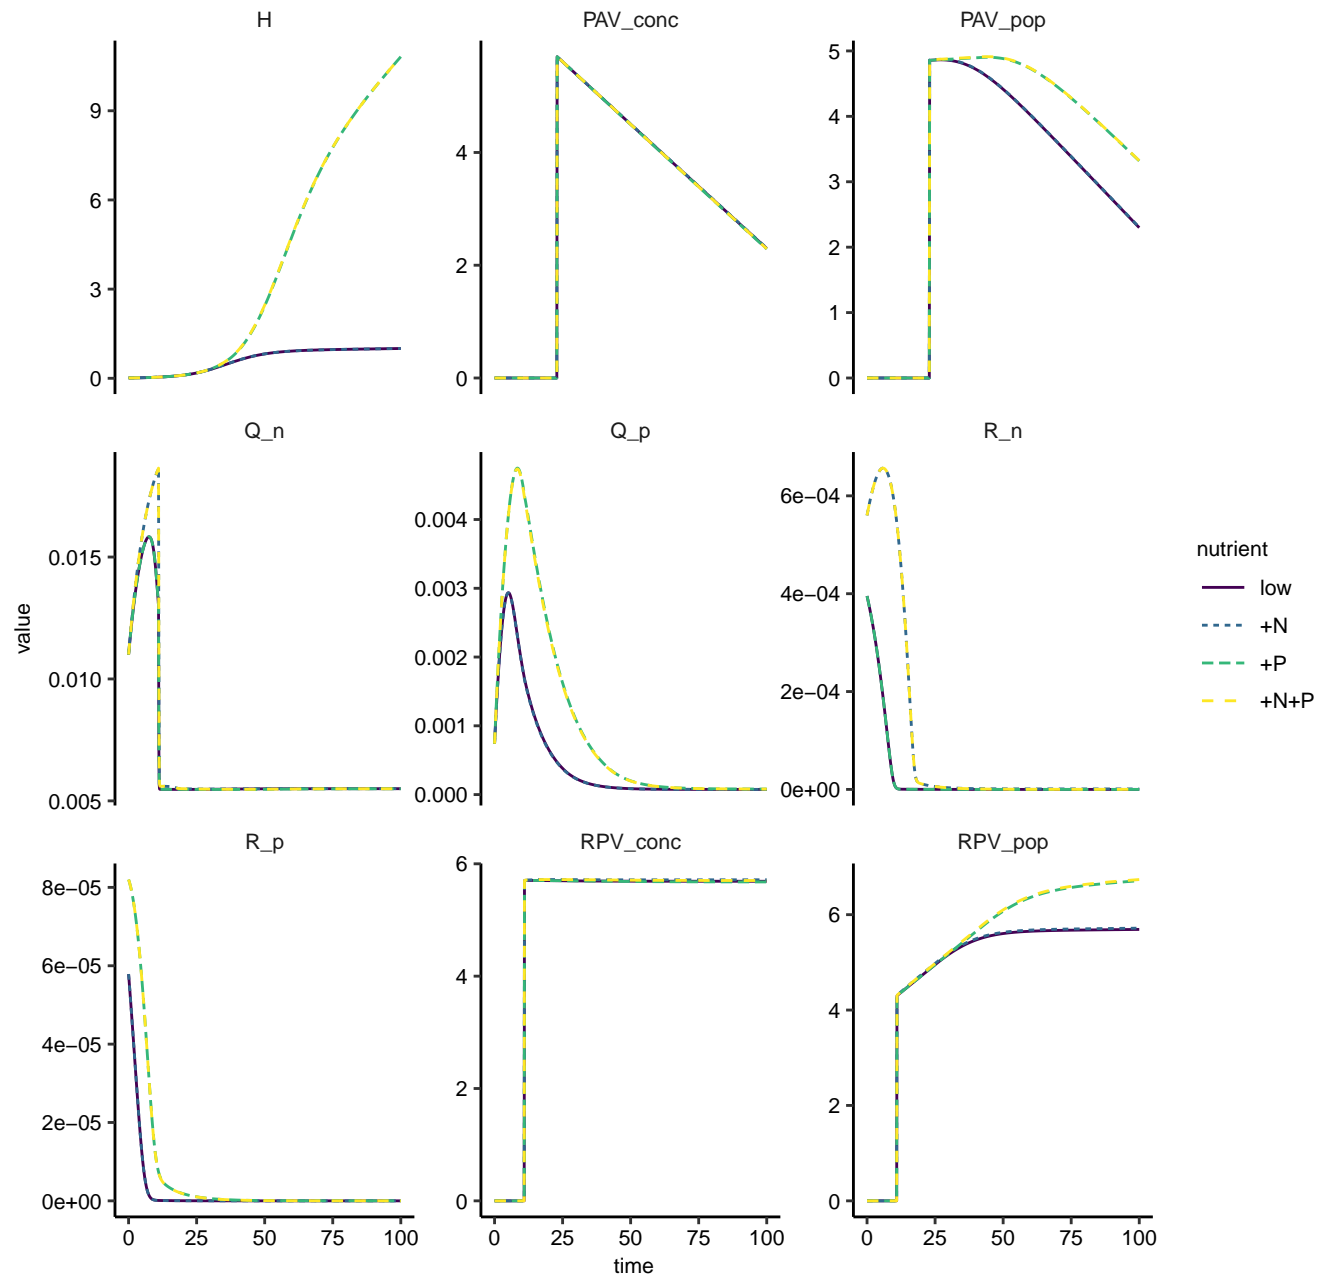 H
PAV_conc
PAV_pop
9
6
3
0
4
2
0
5
4
3
2
1
0
Q_n
Q_p
R_n
0.015
0.010
0.005
0.004
0.003
0.002
0.001
0.000
6e−04
4e−04
2e−04
0e+00
R_p
RPV_conc
RPV_pop
8e−05
6e−05
4e−05
2e−05
0e+00
6
4
2
0
6
4
2
0
0 25 50 75 100
0 25 50 75 100
0 25 50 75 100
time
value
nutrient
low
+N
+P
+N+P